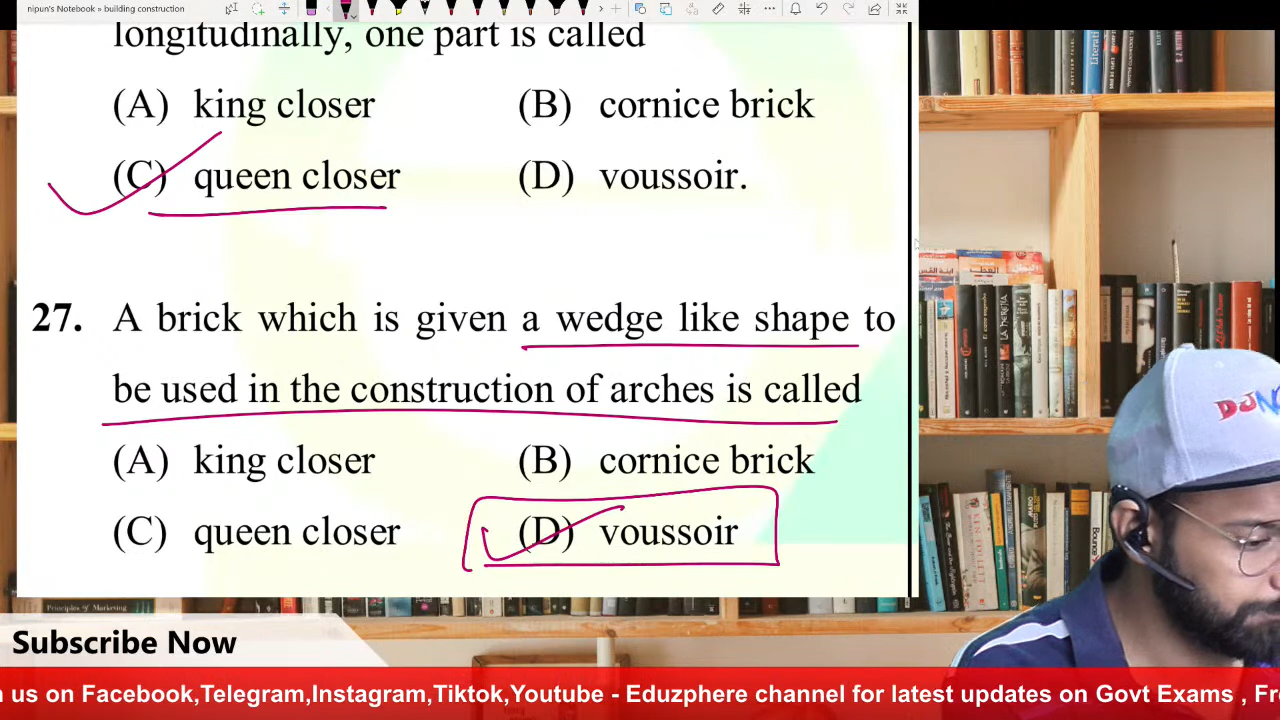 nipun's Notebook » building construction
longitudinally, one part is called
(A) king closer (B) cornice brick
(C) queen closer (D) voussoir.
27. A brick which is given a wedge like shape to
be used in the construction of arches is called
(A) king closer (B) cornice brick
(C) queen closer (D) voussoir
Principles of Marketing
Subscribe Now
us on Facebook,Telegram,Instagram,Tiktok,Youtube - Eduzphere channel for latest updates on Govt Exams , Fr